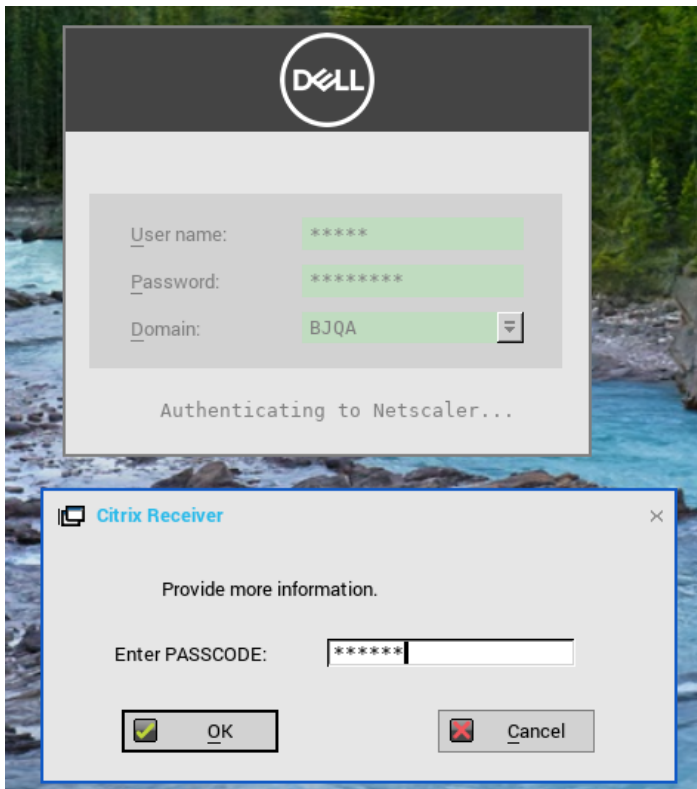 DELL
User name: *****
Password: ********
Domain: BJQA
Authenticating to Netscaler...
Citrix Receiver
Provide more information.
Enter PASSCODE: ******
OK
Cancel